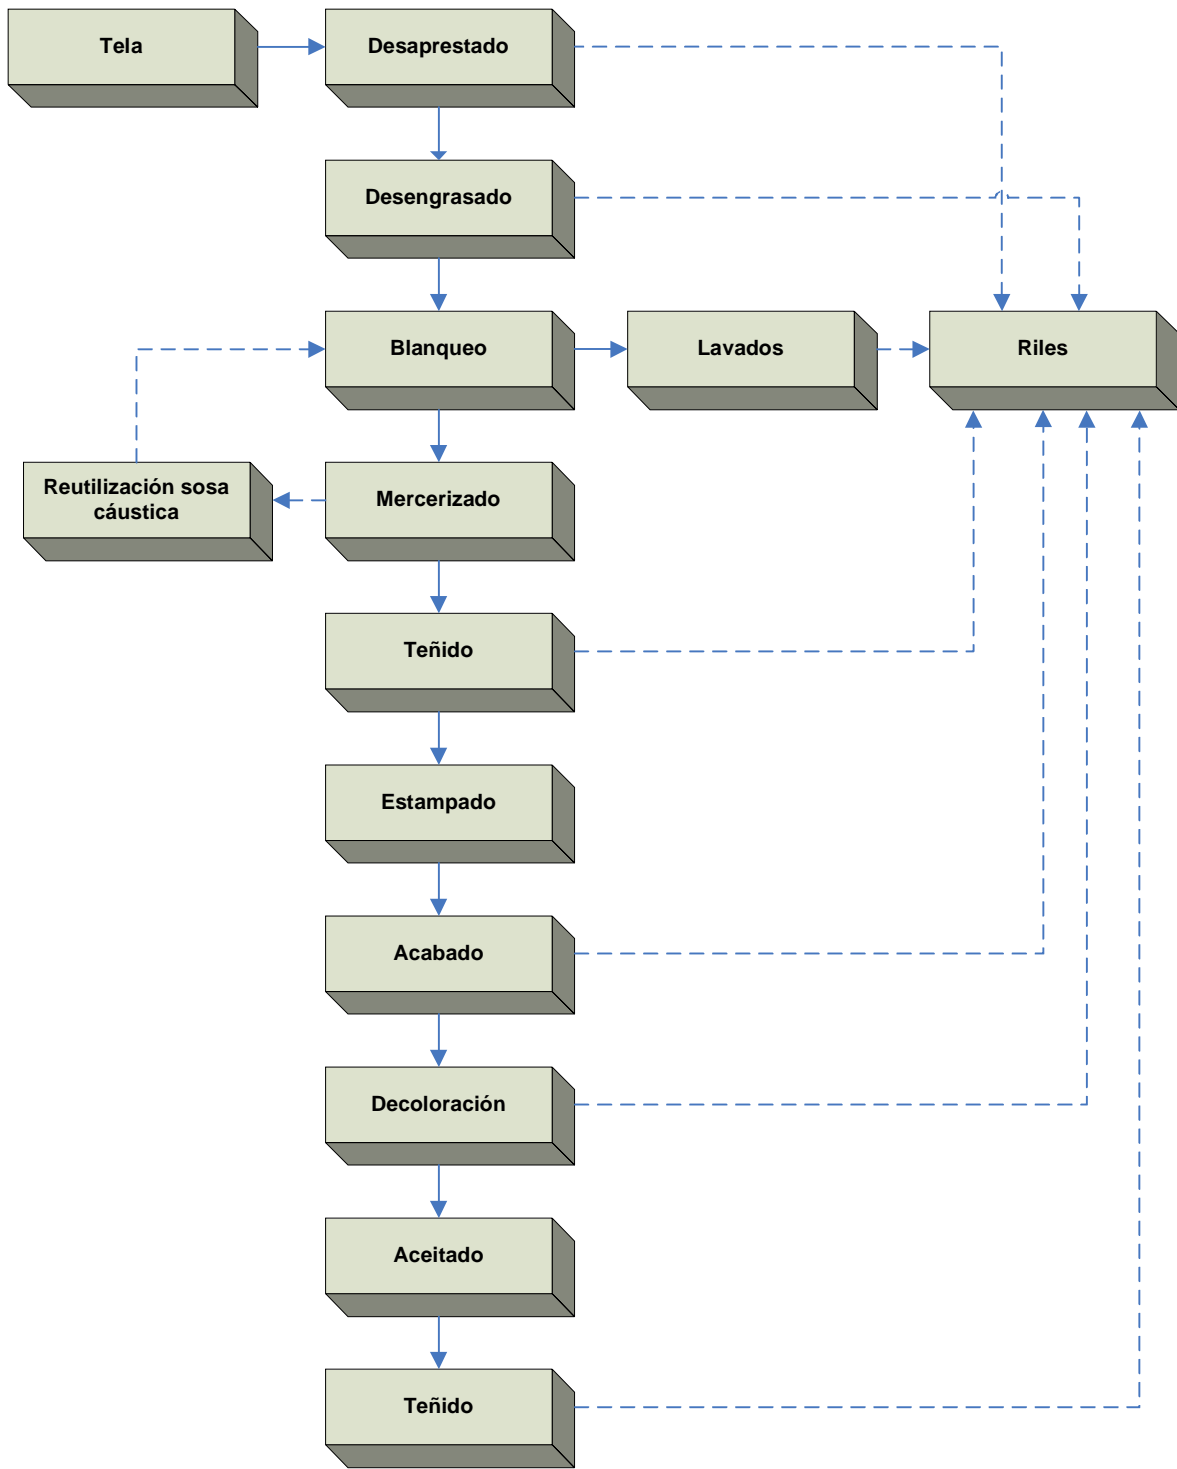 Tela
Desaprestado
Desengrasado
Blanqueo
Lavados
Riles
Reutilización sosa
cáustica
Mercerizado
Teñido
Estampado
Acabado
Decoloración
Aceitado
Teñido